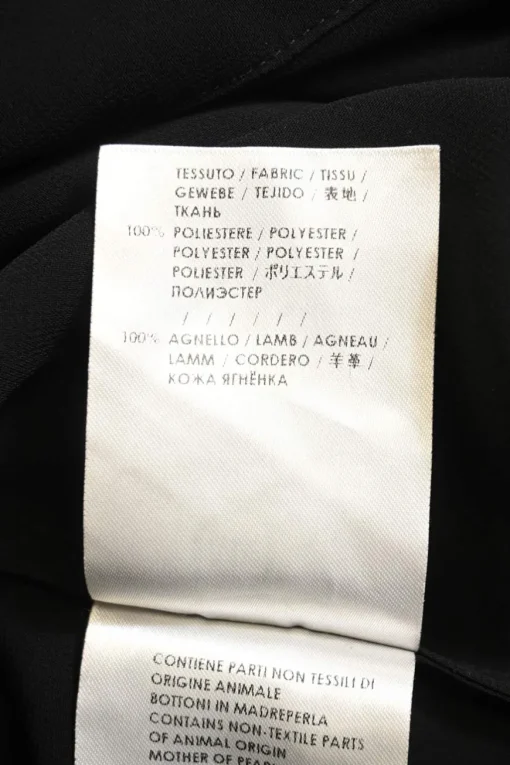 TESSUTO / FABRIC / TISSU /
GEWEBE / TEJIDO / 表地 /
ТКАНЬ
100% POLIESTERE / POLYESTER /
POLYESTER / POLYESTER /
POLIESTER / ポリエステル /
ПОЛИЭСТЕР
/ / / / / /
100% AGNELLO / LAMB / AGNEAU /
LAMM / CORDERO / 羊革 /
КОЖА ЯГНЁНКА
CONTIENE PARTI NON TESSILI DI
ORIGINE ANIMALE
BOTTONI IN MADREPERLA
CONTAINS NON-TEXTILE PARTS
OF ANIMAL ORIGIN
MOTHER OF